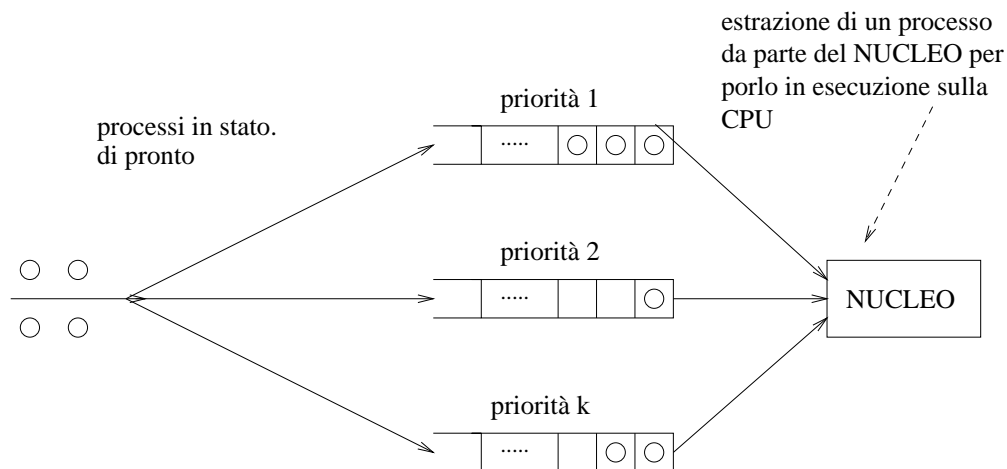 estrazione di un processo
da parte del NUCLEO per
porlo in esecuzione sulla
CPU
priorità 1
processi in stato.
di pronto
.....
priorità 2
.....
NUCLEO
priorità k
.....